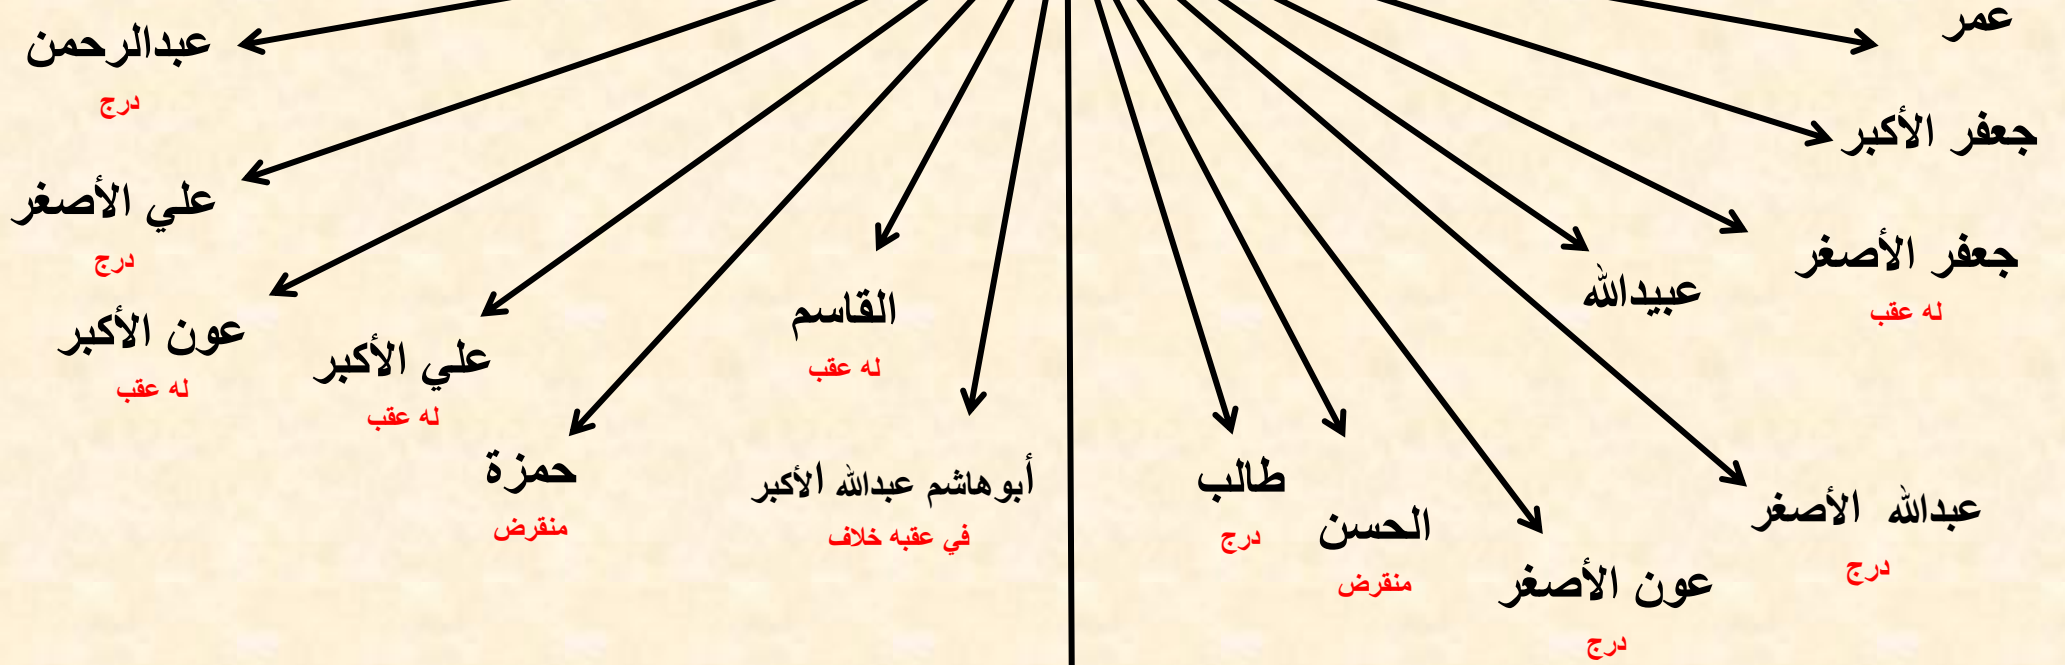 عمر
عبدالرحمن
درج
جعفر الأكبر
علي الأصغر
درج
جعفر الأصغر
له عقب
عبيدالله
القاسم
له عقب
عون الأكبر
له عقب
علي الأكبر
له عقب
حمزة
منقرض
أبو هاشم عبدالله الأكبر
في عقبه خلاف
طالب
درج
الحسن
منقرض
عبدالله الأصغر
درج
عون الأصغر
درج